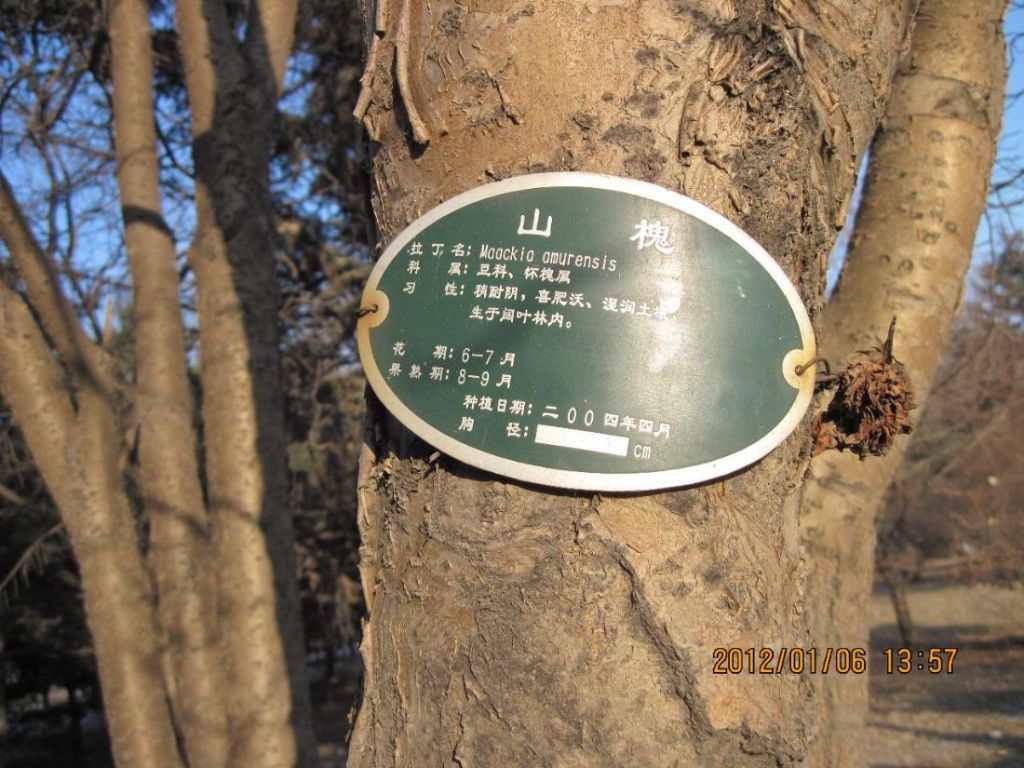 山 槐
拉丁名: Maackia amurensis
科 属: 豆科、怀槐属
习 性: 稍耐阴，喜肥沃、湿润土壤
生于阔叶林内。
花 期: 6-7月
果熟期: 8-9月
种植日期: 二00四年四月
胸 径: cm
2012/01/06 13:57